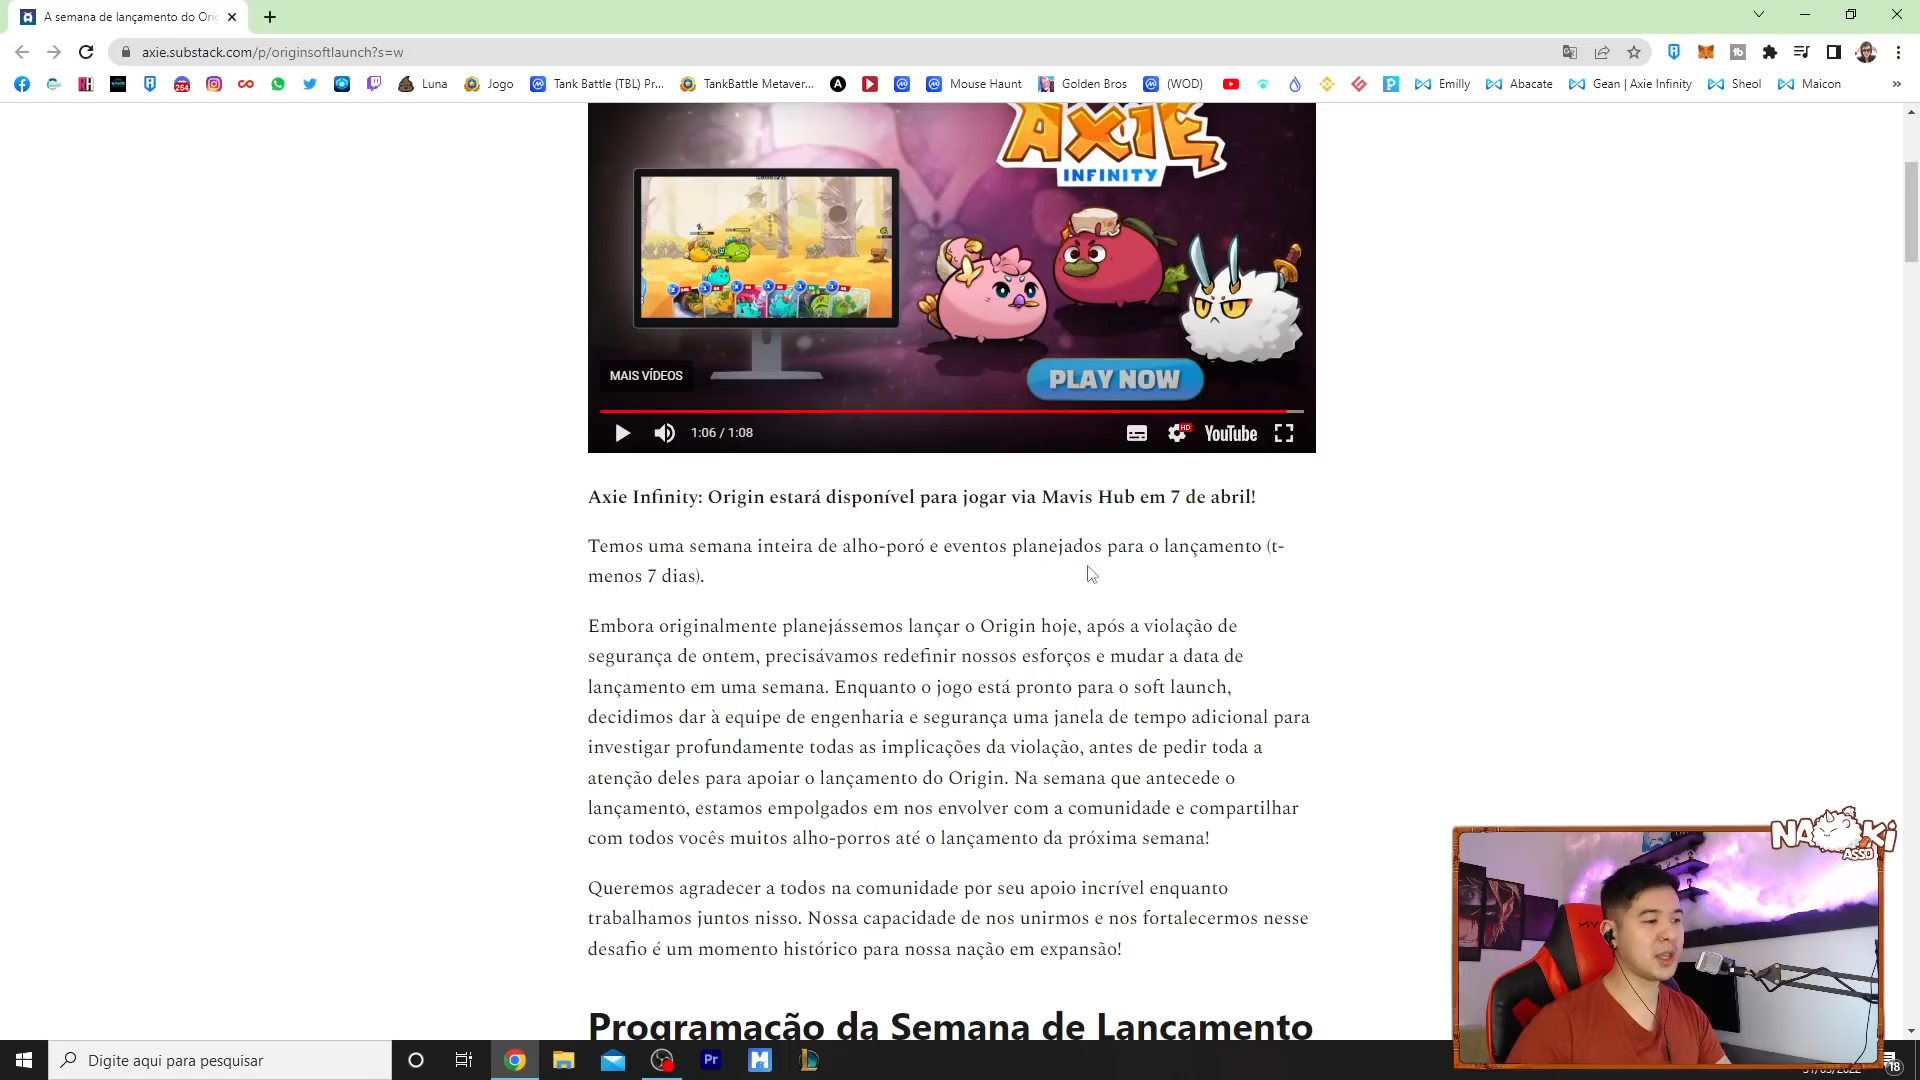 A semana de lançamento do Ori
axie.substack.com/p/originsoftlaunch?s=w
254
Luna
Jogo
Tank Battle (TBL) Pr...
TankBattle Metaver...
Mouse Haunt
Golden Bros
(WOD)
Emilly
Abacate
Gean | Axie Infinity
Sheol
Maicon
AXIE
INFINITY
MAIS VÍDEOS
PLAY NOW
1:06 / 1:08
HD
YouTube
Axie Infinity: Origin estará disponível para jogar via Mavis Hub em 7 de abril!
Temos uma semana inteira de alho-poró e eventos planejados para o lançamento (t-
menos 7 dias).
Embora originalmente planejássemos lançar o Origin hoje, após a violação de
segurança de ontem, precisávamos redefinir nossos esforços e mudar a data de
lançamento em uma semana. Enquanto o jogo está pronto para o soft launch,
decidimos dar à equipe de engenharia e segurança uma janela de tempo adicional para
investigar profundamente todas as implicações da violação, antes de pedir toda a
atenção deles para apoiar o lançamento do Origin. Na semana que antecede o
lançamento, estamos empolgados em nos envolver com a comunidade e compartilhar
com todos vocês muitos alho-porros até o lançamento da próxima semana!
Queremos agradecer a todos na comunidade por seu apoio incrível enquanto
trabalhamos juntos nisso. Nossa capacidade de nos unirmos e nos fortalecermos nesse
desafio é um momento histórico para nossa nação em expansão!
Programação da Semana de Lançamento
NAOKI
ASSO
Digite aqui para pesquisar
Pr
31/03/2022
18